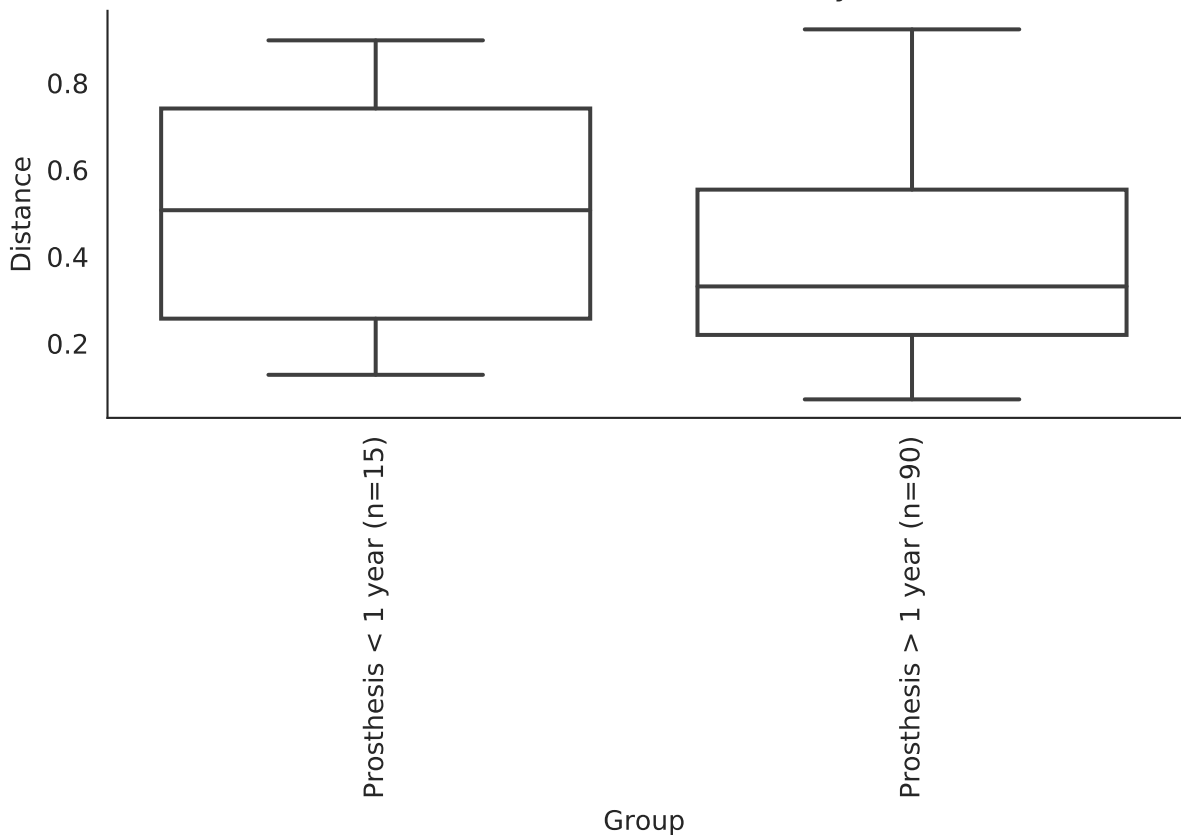 0.8
0.6
0.4
0.2
Distance
Prosthesis < 1 year (n=15)
Prosthesis > 1 year (n=90)
Group